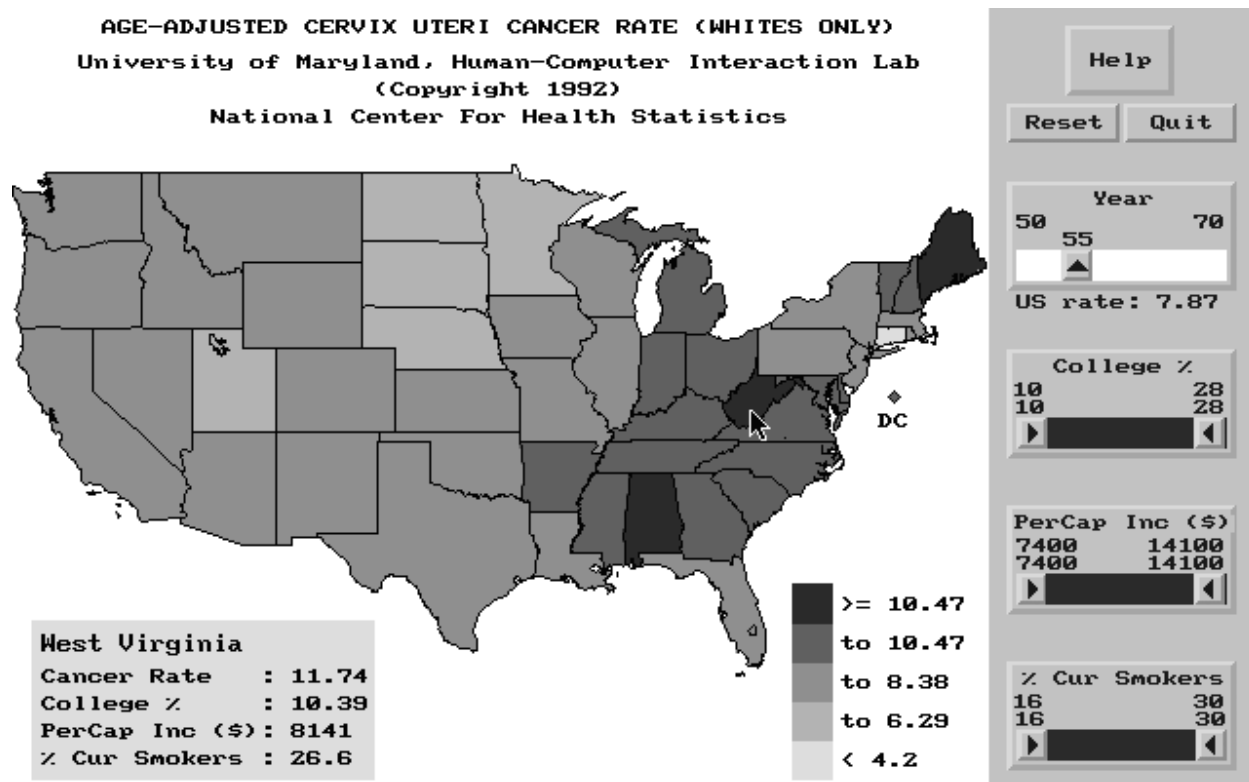 AGE-ADJUSTED CERVIX UTERI CANCER RATE (WHITES ONLY)
University of Maryland, Human-Computer Interaction Lab
(Copyright 1992)
National Center For Health Statistics
Help
Reset Quit
Year
50 70
55
US rate: 7.87
College %
10 28
10 28
DC
PerCap Inc ($)
7400 14100
7400 14100
>= 10.47
to 10.47
to 8.38
to 6.29
< 4.2
West Virginia
Cancer Rate : 11.74
College % : 10.39
PerCap Inc ($): 8141
% Cur Smokers : 26.6
% Cur Smokers
16 30
16 30